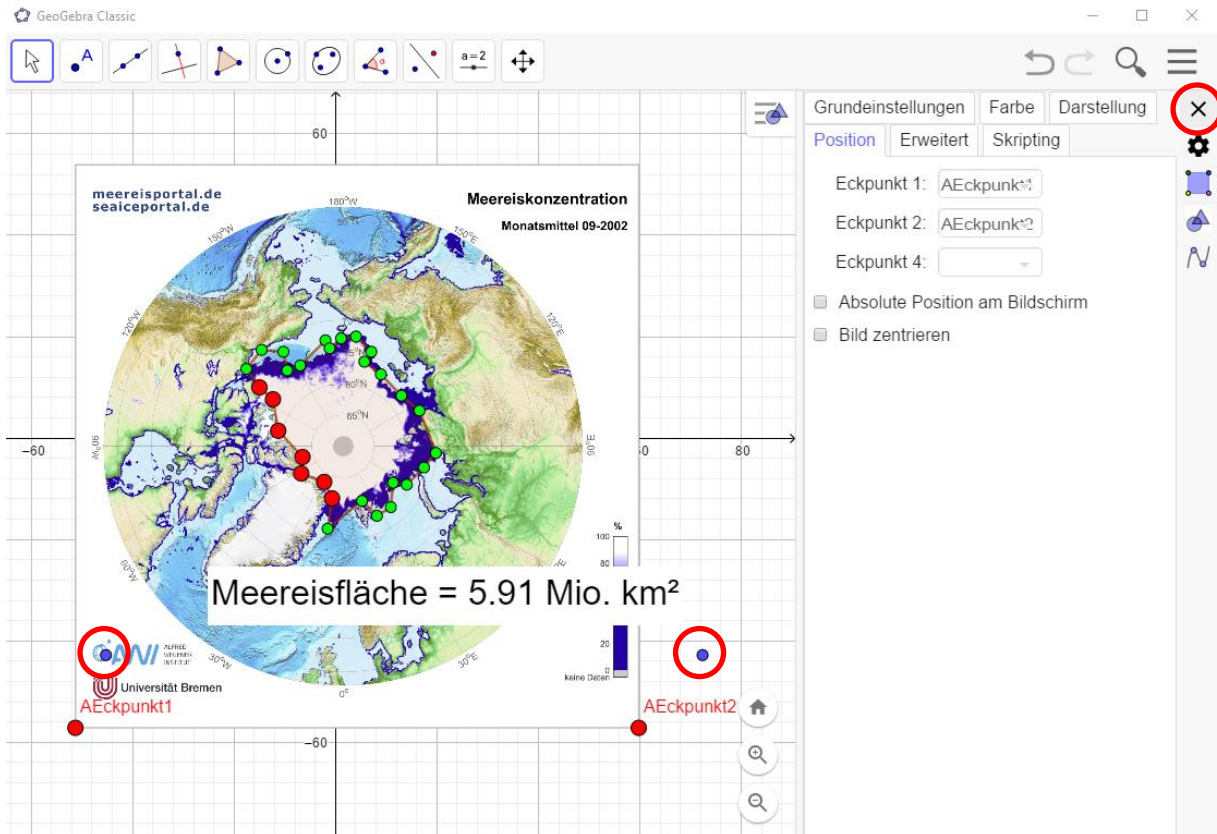 GeoGebra Classic
A
α
a=2
Grundeinstellungen Farbe Darstellung
Position Erweitert Skripting
Eckpunkt 1: AEckpunkt1
Eckpunkt 2: AEckpunkt2
Eckpunkt 4:
Absolute Position am Bildschirm
Bild zentrieren
60
-60
80
-60
meereisportal.de
seaiceportal.de
Meereiskonzentration
Monatsmittel 09-2002
180°W
150°W
150°E
120°W
120°E
80°N
85°N
90°W
90°E
60°W
30°W
0°
30°E
%
100
80
20
0
keine Daten
Meereisfläche = 5.91 Mio. km²
ALFRED
WEGENER
INSTITUT
Universität Bremen
AEckpunkt1
AEckpunkt2